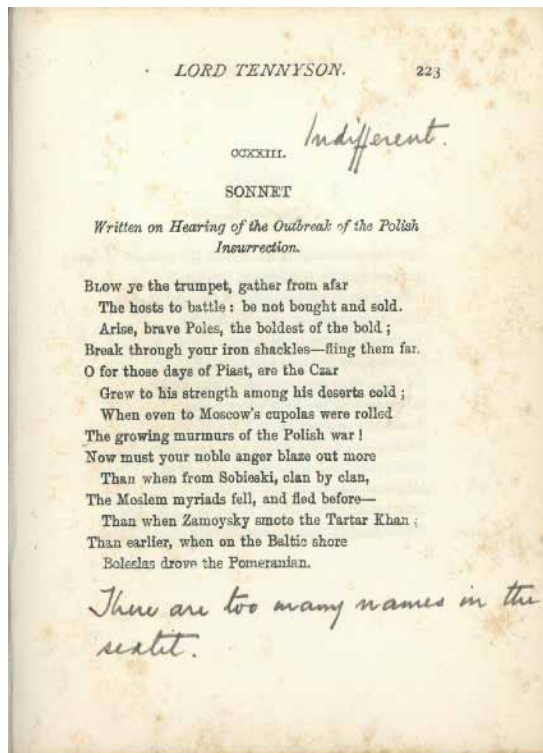 LORD TENNYSON. 223
Indifferent.
CCXXIII.
SONNET
Written on Hearing of the Outbreak of the Polish
Insurrection.
BLOW ye the trumpet, gather from afar
The hosts to battle: be not bought and sold.
Arise, brave Poles, the boldest of the bold;
Break through your iron shackles—fling them far.
O for those days of Piast, ere the Czar
Grew to his strength among his deserts cold;
When even to Moscow's cupolas were rolled
The growing murmurs of the Polish war!
Now must your noble anger blaze out more
Than when from Sobieski, clan by clan,
The Moslem myriads fell, and fled before—
Than when Zamoysky smote the Tartar Khan;
Than earlier, when on the Baltic shore
Boleslas drove the Pomeranian.
There are too many names in the
sextet.